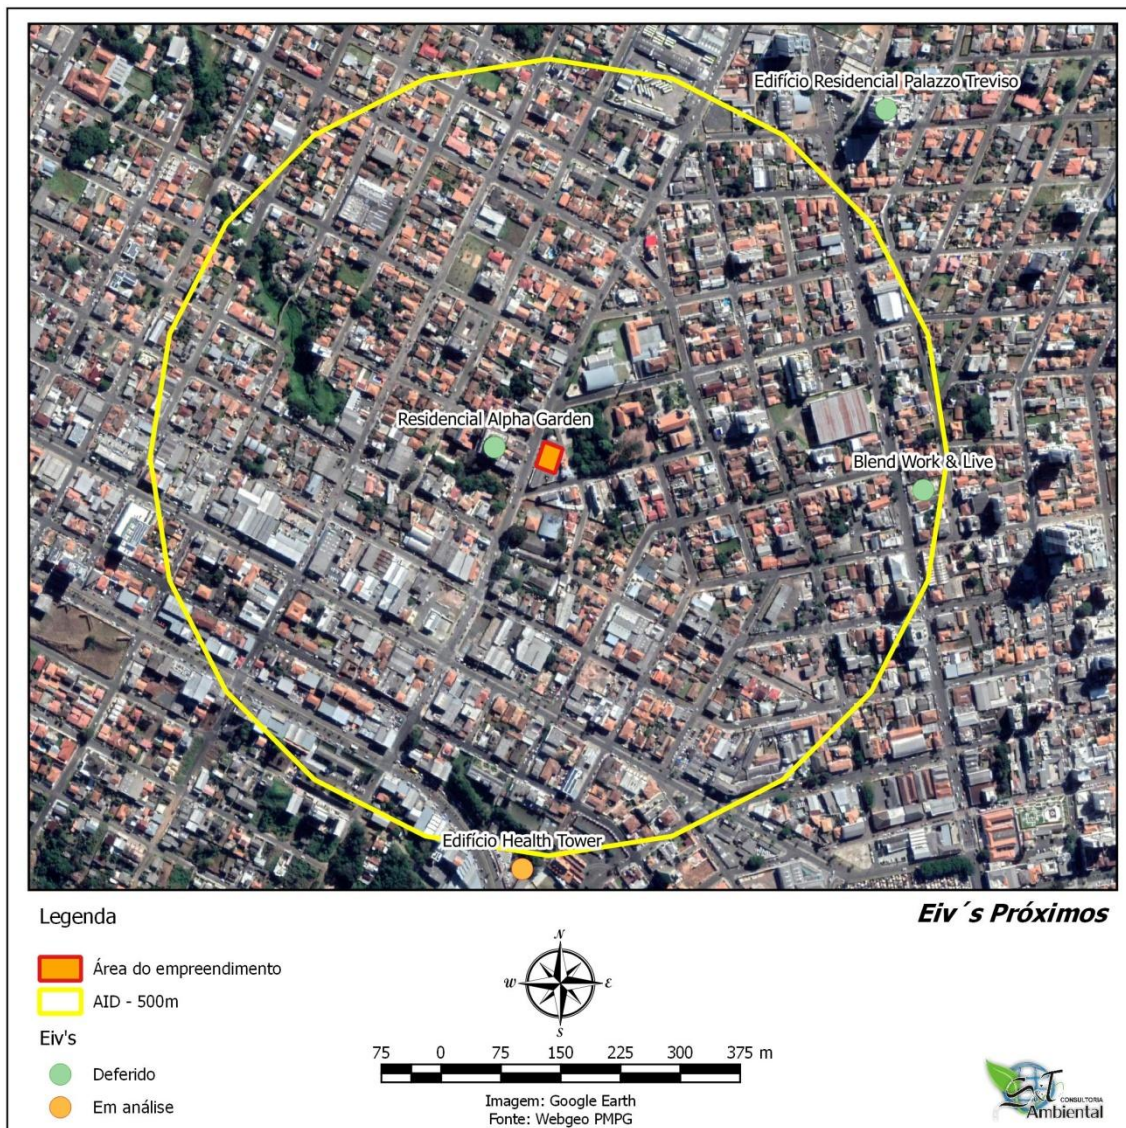 Edifício Residencial Palazzo Treviso
Residencial Alpha Garden
Blend Work & Live
Edifício Health Tower
Legenda
Eiv´s Próximos
Área do empreendimento
AID - 500m
Eiv's
Deferido
Em análise
N
W E
S
75 0 75 150 225 300 375 m
Imagem: Google Earth
Fonte: Webgeo PMPG
CONSULTORIA
Ambiental